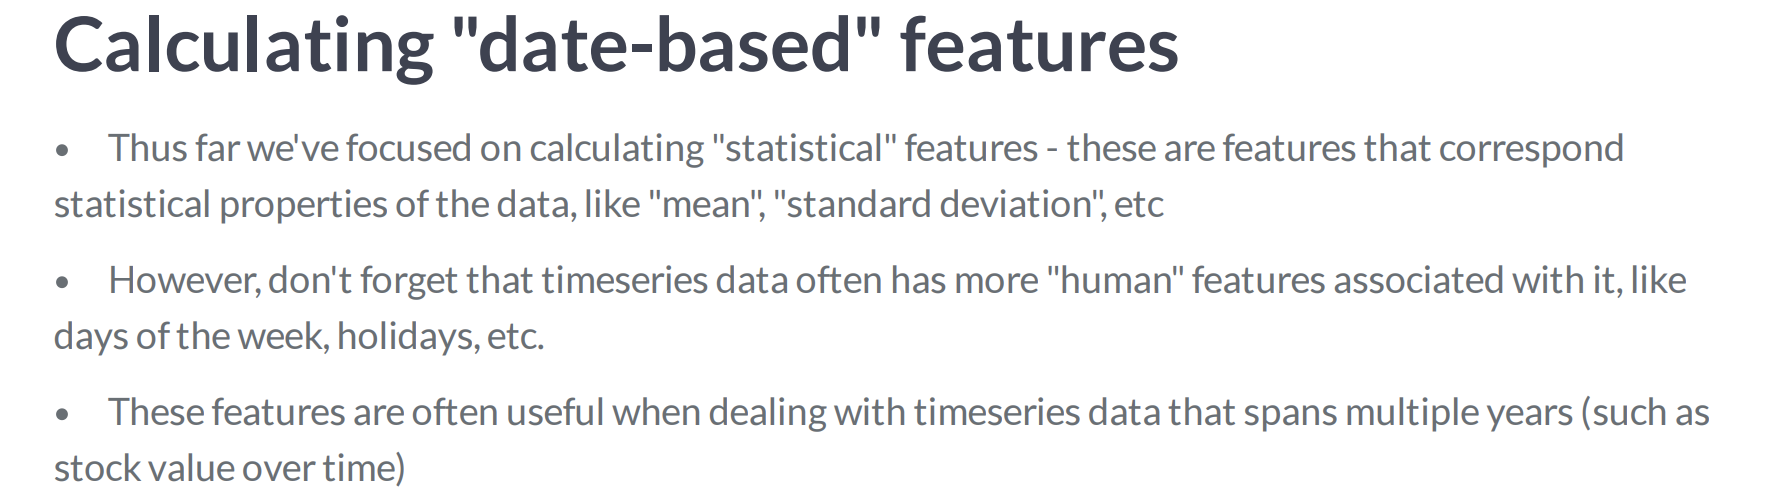 Calculating "date-based" features
• Thus far we've focused on calculating "statistical" features - these are features that correspond
statistical properties of the data, like "mean", "standard deviation", etc
• However, don't forget that timeseries data often has more "human" features associated with it, like
days of the week, holidays, etc.
• These features are often useful when dealing with timeseries data that spans multiple years (such as
stock value over time)